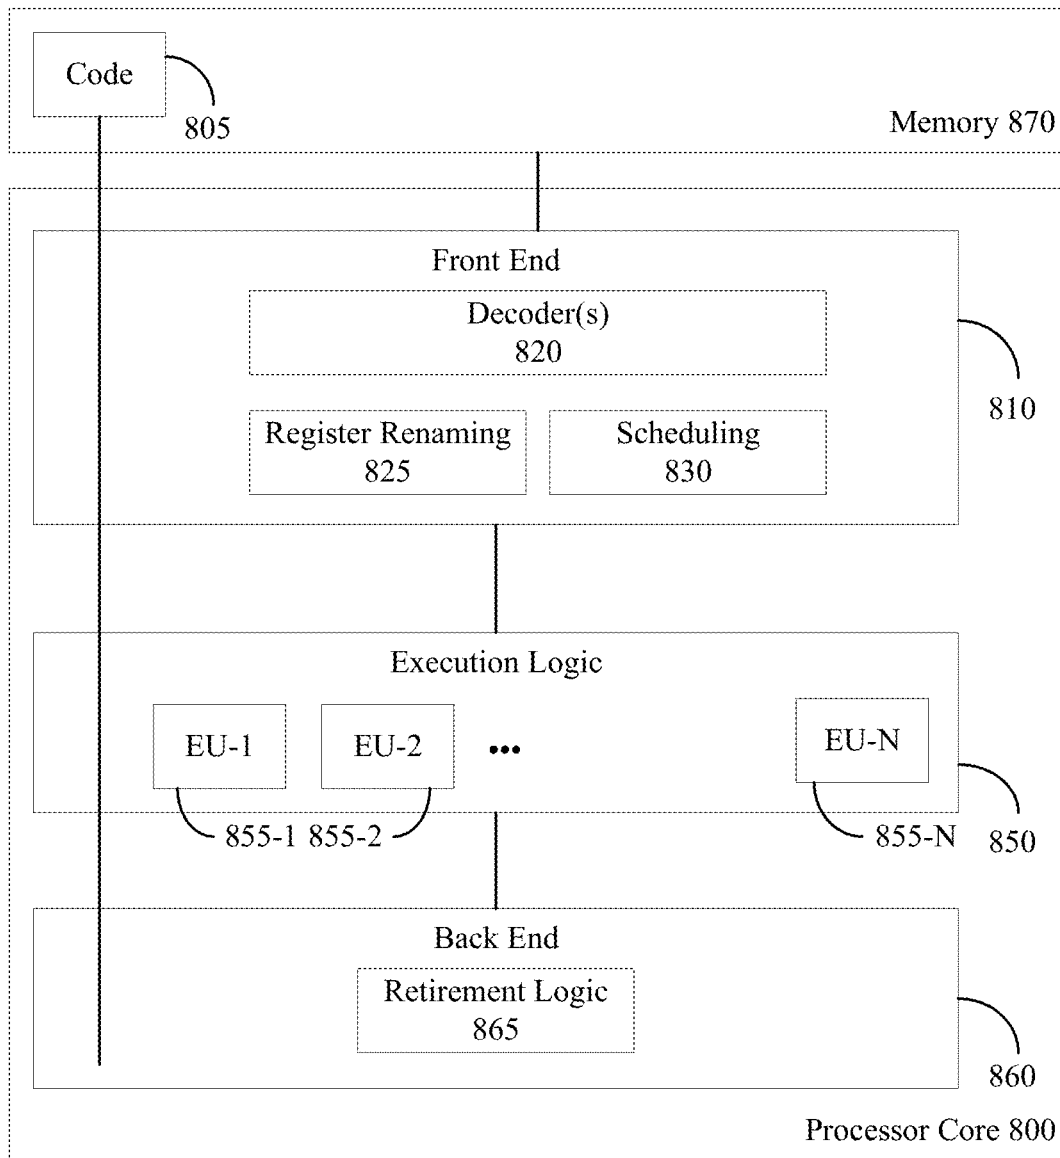 Code
805
Memory 870
Front End
Decoder(s)
820
810
Register Renaming
825
Scheduling
830
Execution Logic
EU-1
EU-2
...
EU-N
855-1
855-2
855-N
850
Back End
Retirement Logic
865
860
Processor Core 800